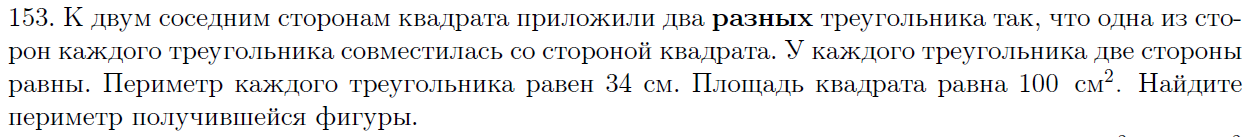 153. К двум соседним сторонам квадрата приложили два разных треугольника так, что одна из сто-
рон каждого треугольника совместилась со стороной квадрата. У каждого треугольника две стороны
равны. Периметр каждого треугольника равен 34 см. Площадь квадрата равна 100 см². Найдите
периметр получившейся фигуры.